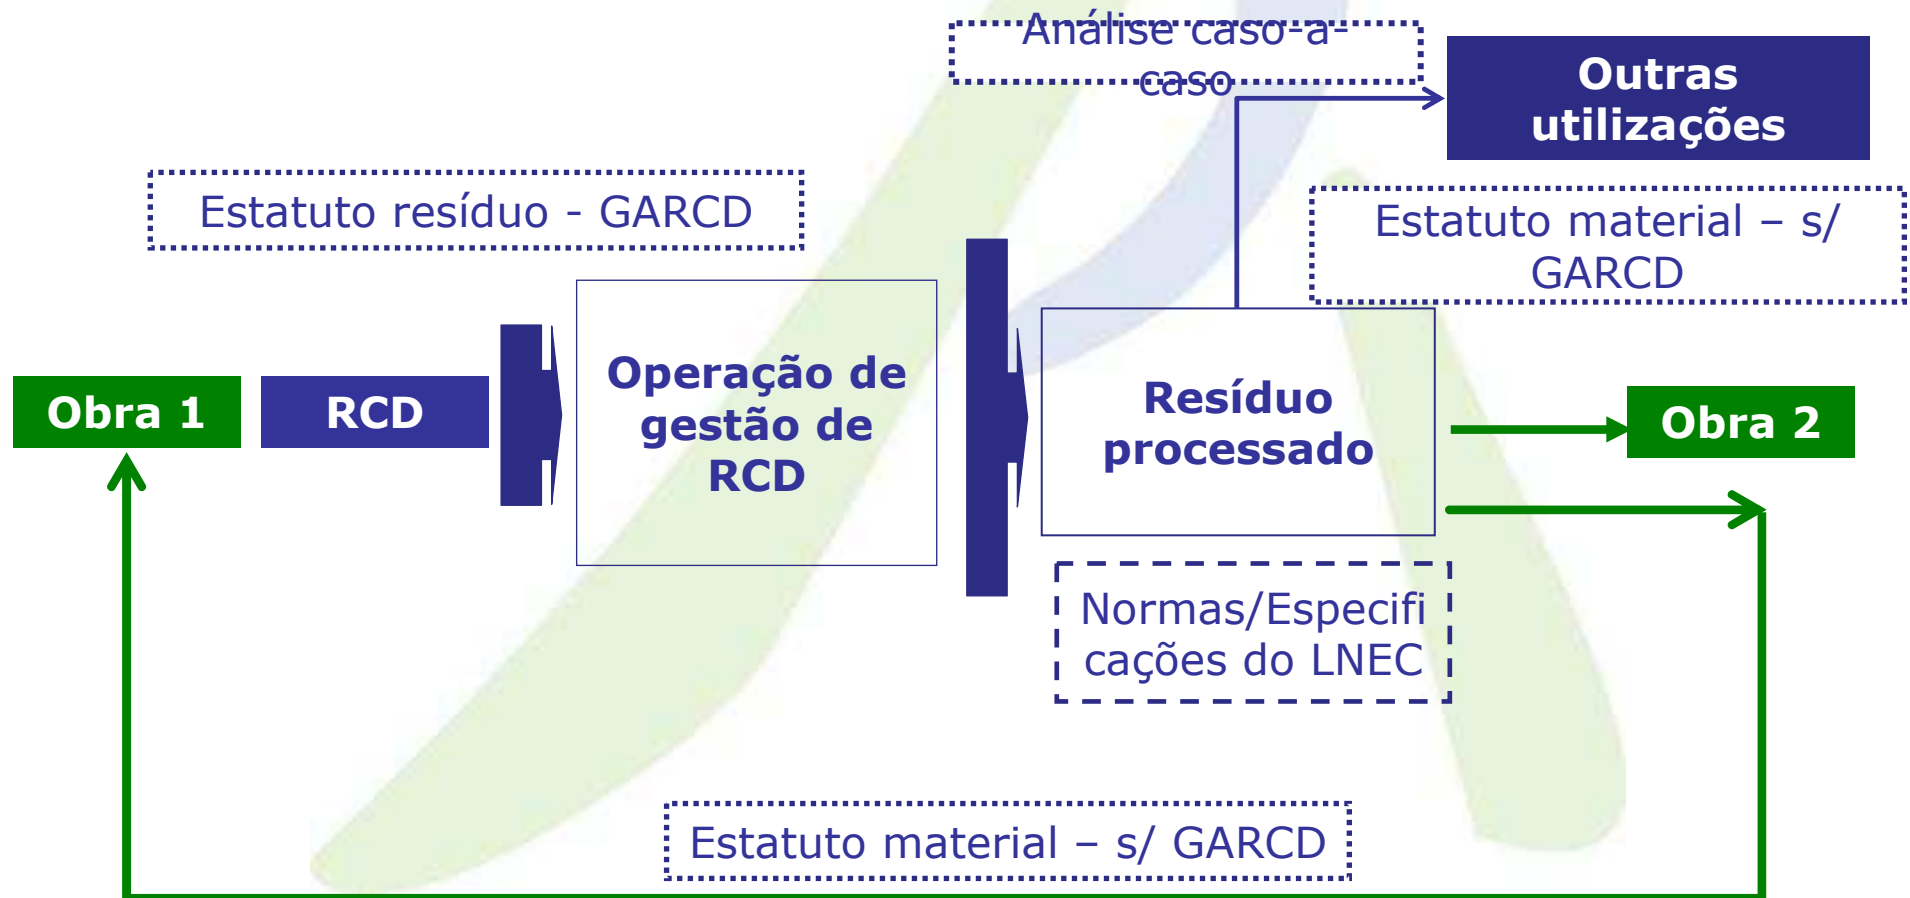 Análise caso-a-
caso
Outras
utilizações
Estatuto resíduo - GARCD
Estatuto material – s/
GARCD
Obra 1
RCD
Operação de
gestão de
RCD
Resíduo
processado
Obra 2
Normas/Especifi
cações do LNEC
Estatuto material – s/ GARCD